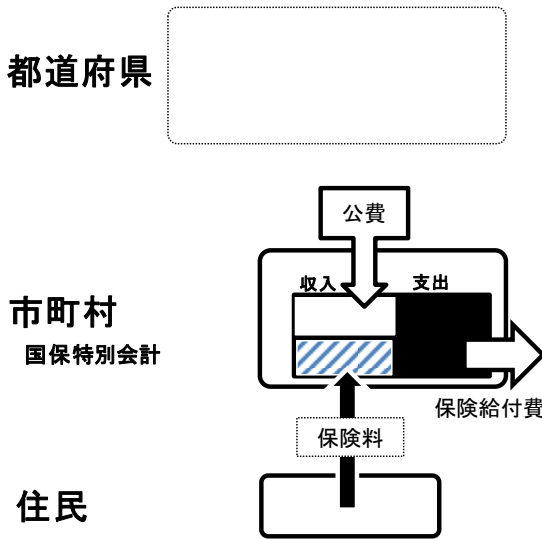 都道府県
公費
収入
支出
市町村
国保特別会計
保険給付費
保険料
住民